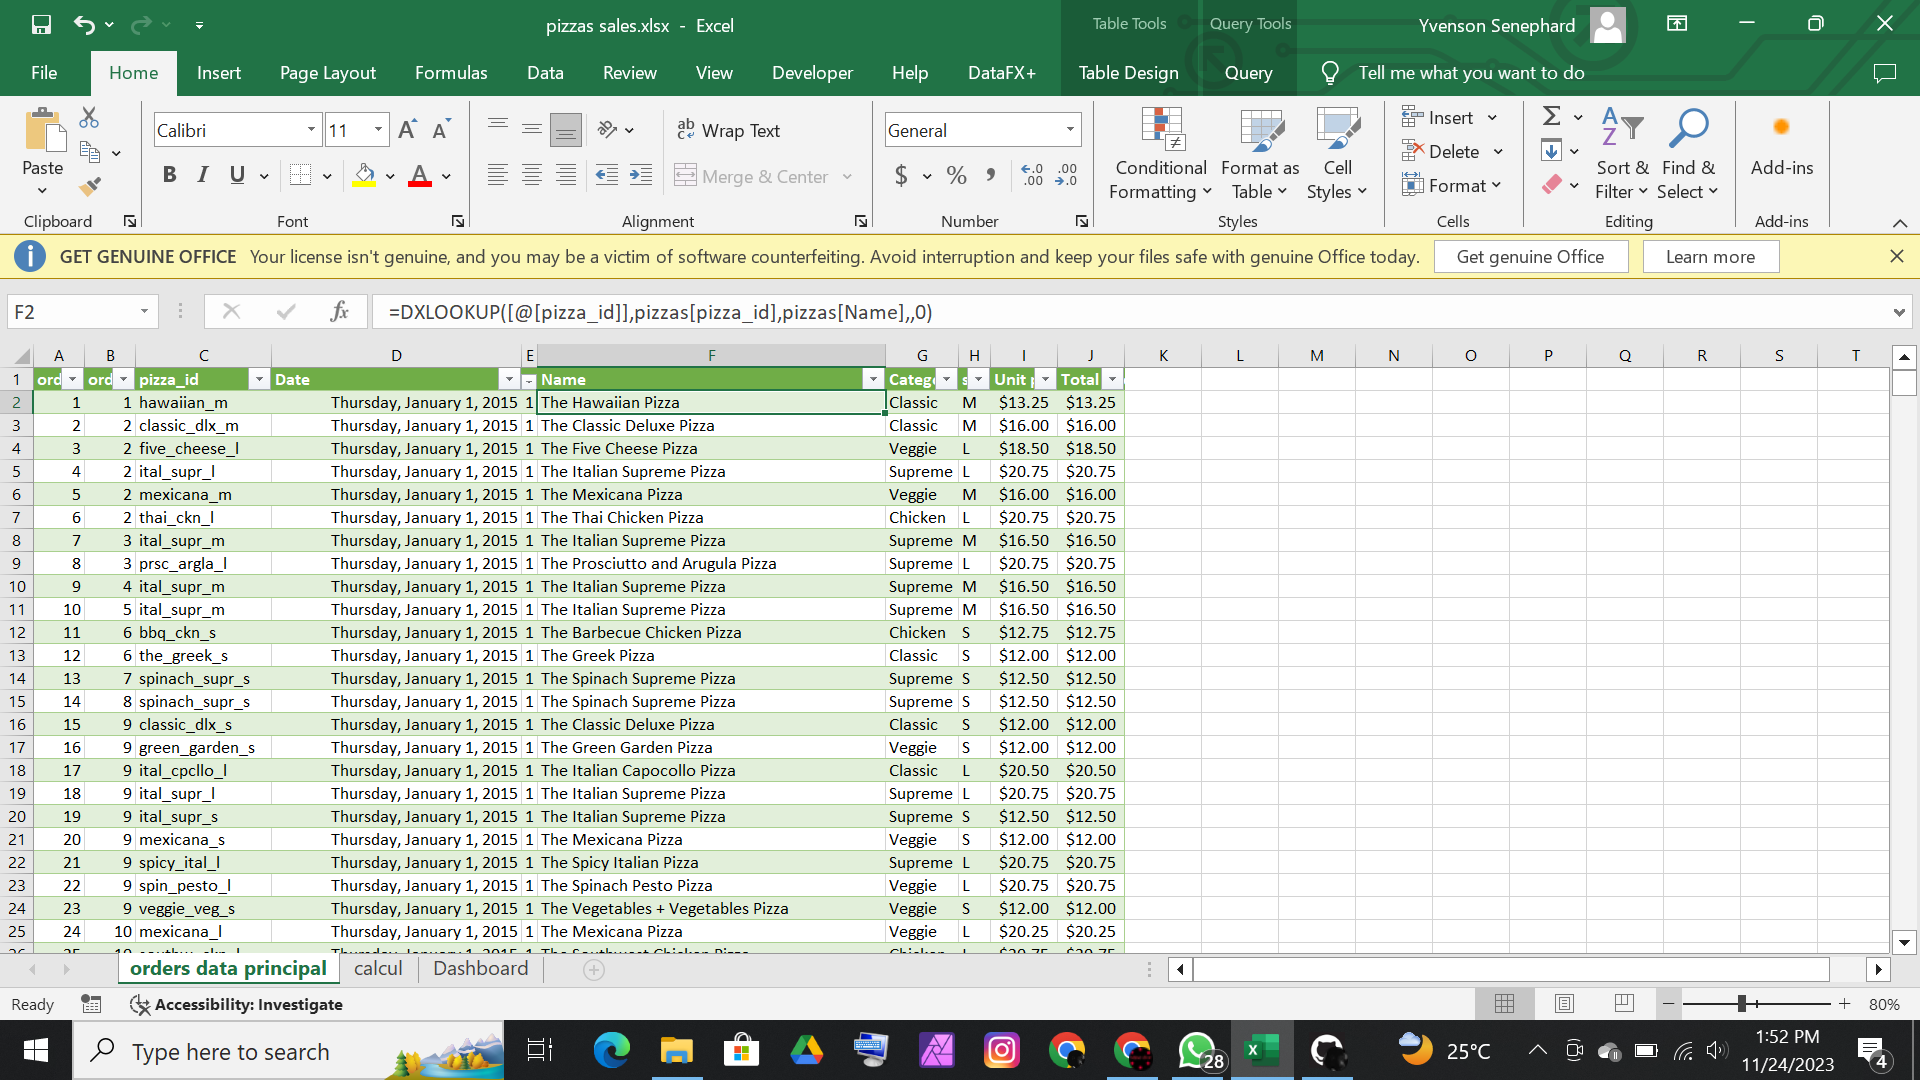 pizzas sales.xlsx - Excel
Table Tools
Query Tools
Yvenson Senephard
File
Home
Insert
Page Layout
Formulas
Data
Review
View
Developer
Help
DataFX+
Table Design
Query
Tell me what you want to do
Paste
Clipboard
Calibri
11
B I U
Font
Wrap Text
Merge & Center
Alignment
General
$ % ,
Number
Conditional Formatting
Format as Table
Cell Styles
Styles
Insert
Delete
Format
Cells
Sort & Filter
Find & Select
Editing
Add-ins
Add-ins
GET GENUINE OFFICE Your license isn't genuine, and you may be a victim of software counterfeiting. Avoid interruption and keep your files safe with genuine Office today.
Get genuine Office
Learn more
F2
fx
=DXLOOKUP([@[pizza_id]],pizzas[pizza_id],pizzas[Name],,0)
A B C D E F G H I J K L M N O P Q R S T
1 ord ord pizza_id Date Name Categ s Unit Total
2 1 1 hawaiian_m Thursday, January 1, 2015 1 The Hawaiian Pizza Classic M $13.25 $13.25
3 2 2 classic_dlx_m Thursday, January 1, 2015 1 The Classic Deluxe Pizza Classic M $16.00 $16.00
4 3 2 five_cheese_l Thursday, January 1, 2015 1 The Five Cheese Pizza Veggie L $18.50 $18.50
5 4 2 ital_supr_l Thursday, January 1, 2015 1 The Italian Supreme Pizza Supreme L $20.75 $20.75
6 5 2 mexicana_m Thursday, January 1, 2015 1 The Mexicana Pizza Veggie M $16.00 $16.00
7 6 2 thai_ckn_l Thursday, January 1, 2015 1 The Thai Chicken Pizza Chicken L $20.75 $20.75
8 7 3 ital_supr_m Thursday, January 1, 2015 1 The Italian Supreme Pizza Supreme M $16.50 $16.50
9 8 3 prsc_argla_l Thursday, January 1, 2015 1 The Prosciutto and Arugula Pizza Supreme L $20.75 $20.75
10 9 4 ital_supr_m Thursday, January 1, 2015 1 The Italian Supreme Pizza Supreme M $16.50 $16.50
11 10 5 ital_supr_m Thursday, January 1, 2015 1 The Italian Supreme Pizza Supreme M $16.50 $16.50
12 11 6 bbq_ckn_s Thursday, January 1, 2015 1 The Barbecue Chicken Pizza Chicken S $12.75 $12.75
13 12 6 the_greek_s Thursday, January 1, 2015 1 The Greek Pizza Classic S $12.00 $12.00
14 13 7 spinach_supr_s Thursday, January 1, 2015 1 The Spinach Supreme Pizza Supreme S $12.50 $12.50
15 14 8 spinach_supr_s Thursday, January 1, 2015 1 The Spinach Supreme Pizza Supreme S $12.50 $12.50
16 15 9 classic_dlx_s Thursday, January 1, 2015 1 The Classic Deluxe Pizza Classic S $12.00 $12.00
17 16 9 green_garden_s Thursday, January 1, 2015 1 The Green Garden Pizza Veggie S $12.00 $12.00
18 17 9 ital_cpcllo_l Thursday, January 1, 2015 1 The Italian Capocollo Pizza Classic L $20.50 $20.50
19 18 9 ital_supr_l Thursday, January 1, 2015 1 The Italian Supreme Pizza Supreme L $20.75 $20.75
20 19 9 ital_supr_s Thursday, January 1, 2015 1 The Italian Supreme Pizza Supreme S $12.50 $12.50
21 20 9 mexicana_s Thursday, January 1, 2015 1 The Mexicana Pizza Veggie S $12.00 $12.00
22 21 9 spicy_ital_l Thursday, January 1, 2015 1 The Spicy Italian Pizza Supreme L $20.75 $20.75
23 22 9 spin_pesto_l Thursday, January 1, 2015 1 The Spinach Pesto Pizza Veggie L $20.75 $20.75
24 23 9 veggie_veg_s Thursday, January 1, 2015 1 The Vegetables + Vegetables Pizza Veggie S $12.00 $12.00
25 24 10 mexicana_l Thursday, January 1, 2015 1 The Mexicana Pizza Veggie L $20.25 $20.25
orders data principal
calcul
Dashboard
Ready
Accessibility: Investigate
80%
Type here to search
28
25°C
1:52 PM
11/24/2023
4